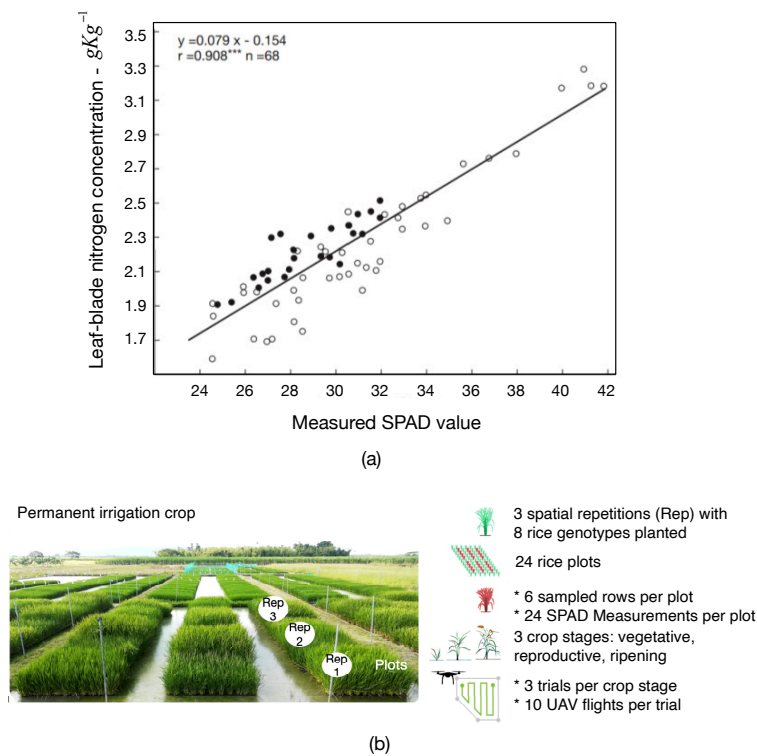 y =0.079 x - 0.154
r =0.908*** n =68
Leaf-blade nitrogen concentration - gKg⁻¹
3.5
3.3
3.1
2.9
2.7
2.5
2.3
2.1
1.9
1.7
24 26 28 30 32 34 36 38 40 42
Measured SPAD value
(a)
Permanent irrigation crop
Rep
3
Rep
2
Rep
1
Plots
3 spatial repetitions (Rep) with
8 rice genotypes planted
24 rice plots
* 6 sampled rows per plot
* 24 SPAD Measurements per plot
3 crop stages: vegetative,
reproductive, ripening
* 3 trials per crop stage
* 10 UAV flights per trial
(b)